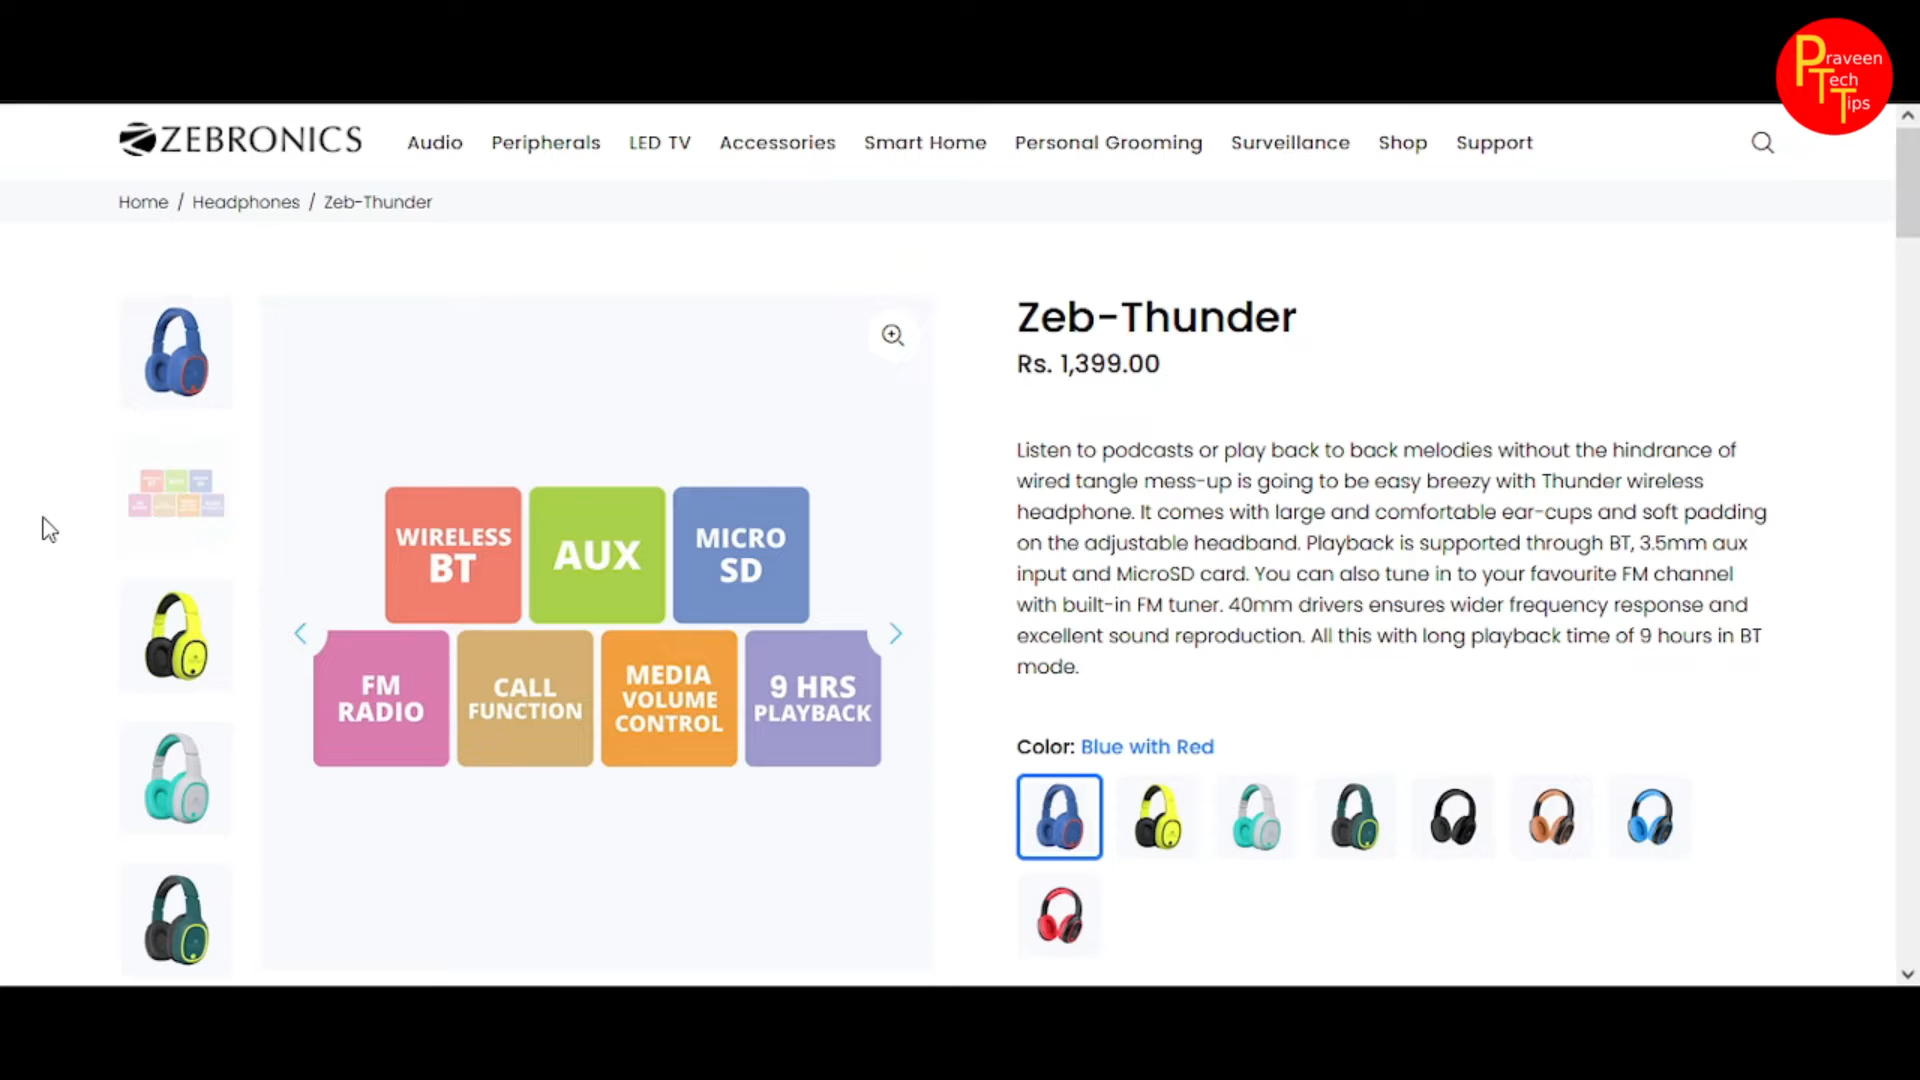 Praveen
Tech
Tips
ZEBRONICS
Audio Peripherals LED TV Accessories Smart Home Personal Grooming Surveillance Shop Support
Home / Headphones / Zeb-Thunder
Zeb-Thunder
Rs. 1,399.00
WIRELESS
BT
AUX
MICRO
SD
FM
RADIO
CALL
FUNCTION
MEDIA
VOLUME
CONTROL
9 HRS
PLAYBACK
Listen to podcasts or play back to back melodies without the hindrance of
wired tangle mess-up is going to be easy breezy with Thunder wireless
headphone. It comes with large and comfortable ear-cups and soft padding
on the adjustable headband. Playback is supported through BT, 3.5mm aux
input and MicroSD card. You can also tune in to your favourite FM channel
with built-in FM tuner. 40mm drivers ensures wider frequency response and
excellent sound reproduction. All this with long playback time of 9 hours in BT
mode.
Color: Blue with Red